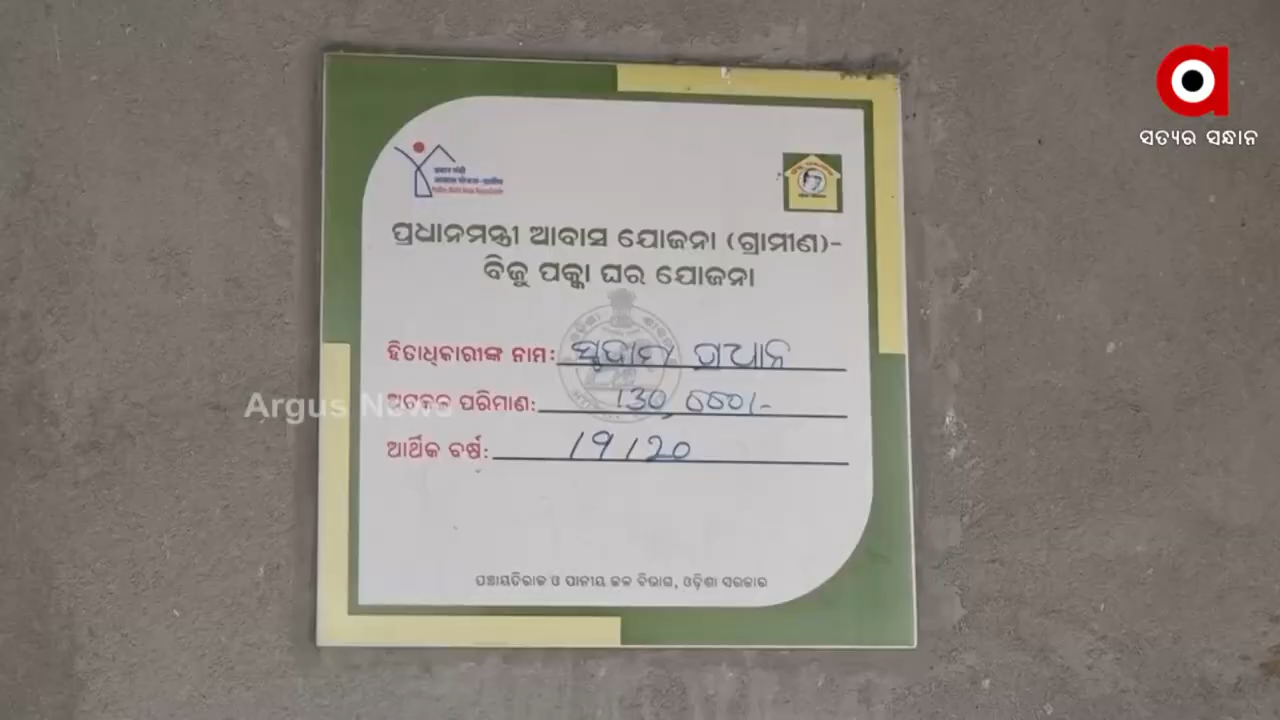 ସତ୍ୟର ସନ୍ଧାନ
ପ୍ରଧାନମନ୍ତ୍ରୀ ଆବାସ ଯୋଜନା (ଗ୍ରାମୀଣ)-
ବିଜୁ ପକ୍କା ଘର ଯୋଜନା
ହିତାଧିକାରୀଙ୍କ ନାମ: ସୁଦାମ ପ୍ରଧାନ
ଅଟକଳ ପରିମାଣ: 130,000/-
ଆର୍ଥିକ ବର୍ଷ: 19/20
Argus News
ପଞ୍ଚାୟତିରାଜ ଓ ପାନୀୟ ଜଳ ବିଭାଗ, ଓଡ଼ିଶା ସରକାର